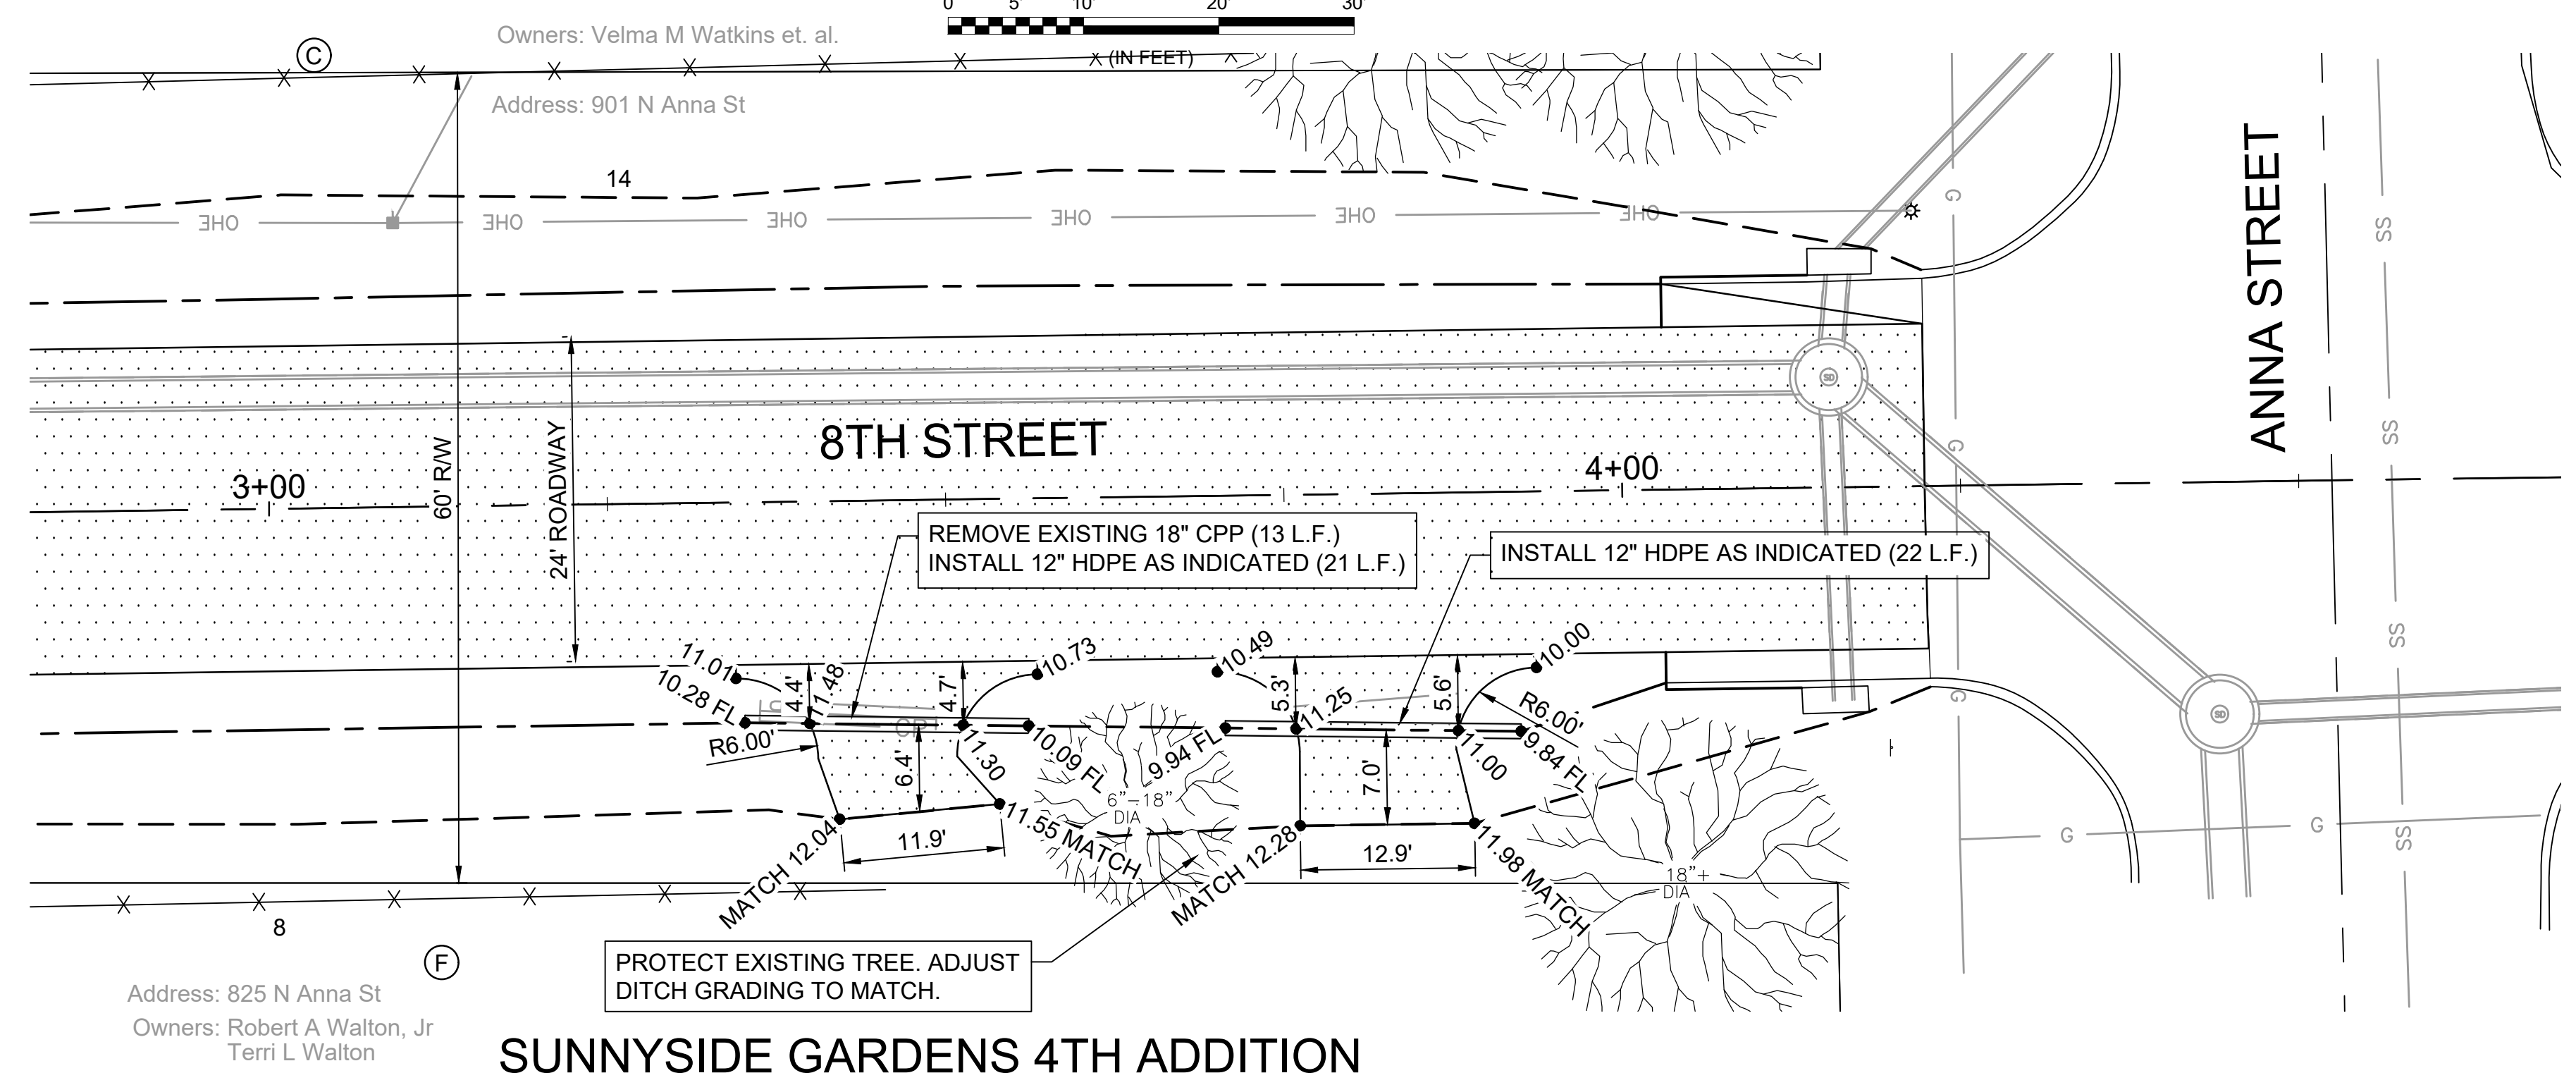 0 5' 10' 20' 30'
(IN FEET)
C
Owners: Velma M Watkins et. al.
Address: 901 N Anna St
14
OHE OHE OHE OHE OHE OHE
G
SS
ANNA STREET
SD
8TH STREET
3+00
4+00
60' R/W
24' ROADWAY
G
SS
SS
SS
REMOVE EXISTING 18" CPP (13 L.F.)
INSTALL 12" HDPE AS INDICATED (21 L.F.)
INSTALL 12" HDPE AS INDICATED (22 L.F.)
11.01
10.28 FL
4.4'
11.48
4.7'
10.73
10.49
5.3'
11.25
5.6'
10.00
R6.00'
R6.00'
6.4'
11.30
10.09 FL
9.94 FL
7.0'
11.00
9.84 FL
G
SD
6"-18"
DIA
MATCH 12.04
11.9'
11.55 MATCH
MATCH 12.28
12.9'
11.98 MATCH
18"+
DIA
G G
SS
8
F
PROTECT EXISTING TREE. ADJUST
DITCH GRADING TO MATCH.
Address: 825 N Anna St
Owners: Robert A Walton, Jr
Terri L Walton
SUNNYSIDE GARDENS 4TH ADDITION